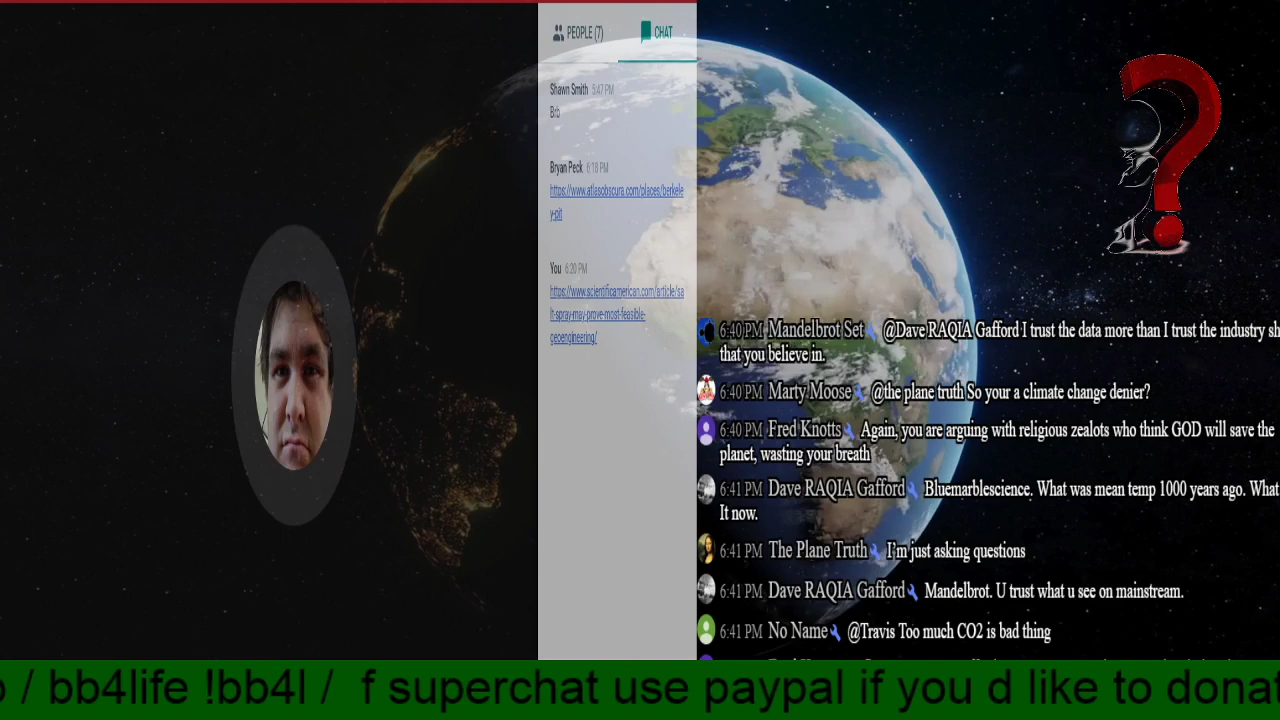 PEOPLE (7)
CHAT
Shawn Smith 5:47 PM
Brb
Bryan Peck 6:18 PM
https://www.atlasobscura.com/places/berkele
y-pit
You 6:20 PM
https://www.scientificamerican.com/article/sa
lt-spray-may-prove-most-feasible-
geoengineering/
6:40 PM Mandelbrot Set @Dave RAQIA Gafford I trust the data more than I trust the industry sh
that you believe in.
6:40 PM Marty Moose @the plane truth So your a climate change denier?
6:40 PM Fred Knotts Again, you are arguing with religious zealots who think GOD will save the
planet, wasting your breath
6:41 PM Dave RAQIA Gafford Bluemarblescience. What was mean temp 1000 years ago. What
It now.
6:41 PM The Plane Truth I'm just asking questions
6:41 PM Dave RAQIA Gafford Mandelbrot. U trust what u see on mainstream.
6:41 PM No Name @Travis Too much CO2 is bad thing
/ bb4life !bb4l / f superchat use paypal if you d like to donat